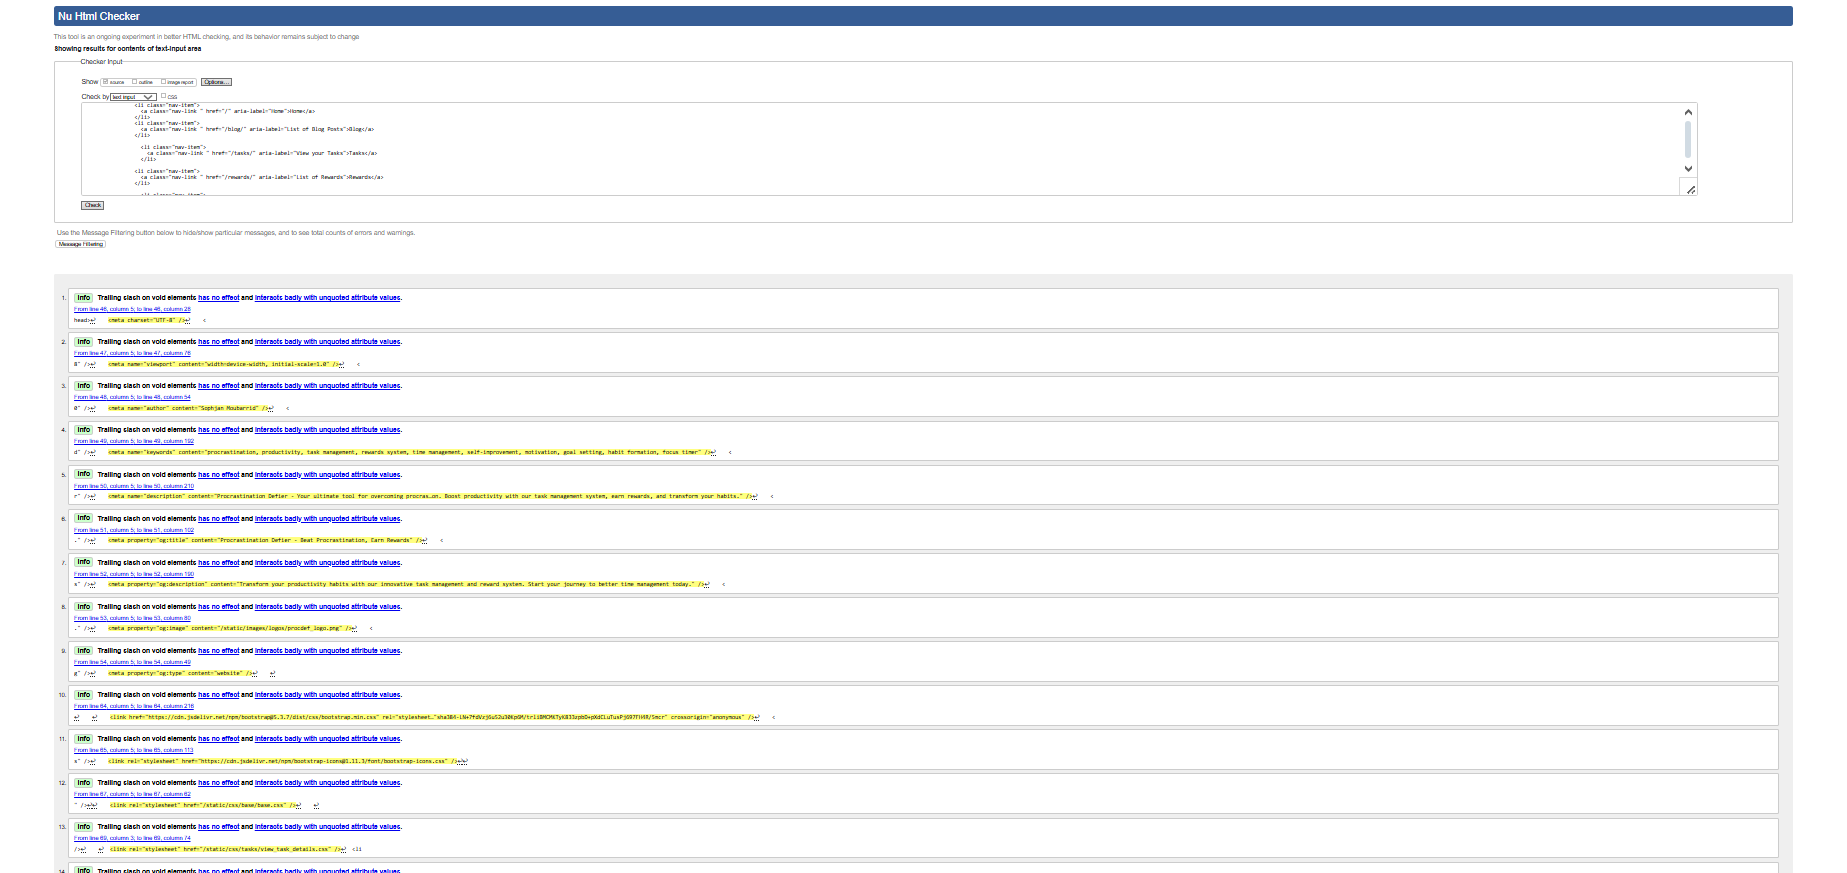 Nu Html Checker
This tool is an ongoing experiment in better HTML checking, and its behavior remains subject to change
Showing results for contents of text-input area
Checker Input
Show source outline image report Options...
Check by text input css
<li class="nav-item">
<a class="nav-link " href="/" aria-label="Home">Home</a>
</li>
<li class="nav-item">
<a class="nav-link " href="/blog/" aria-label="List of Blog Posts">Blog</a>
</li>
<li class="nav-item">
<a class="nav-link " href="/tasks/" aria-label="View your Tasks">Tasks</a>
</li>
<li class="nav-item">
<a class="nav-link " href="/rewards/" aria-label="List of Rewards">Rewards</a>
</li>
Check
Use the Message Filtering button below to hide/show particular messages, and to see total counts of errors and warnings.
Message Filtering
1. Info Trailing slash on void elements has no effect and interacts badly with unquoted attribute values.
From line 46, column 5; to line 46, column 26
head>↩ <meta charset="UTF-8" />↩ <
2. Info Trailing slash on void elements has no effect and interacts badly with unquoted attribute values.
From line 47, column 5; to line 47, column 76
8" />↩ <meta name="viewport" content="width=device-width, initial-scale=1.0" />↩ <
3. Info Trailing slash on void elements has no effect and interacts badly with unquoted attribute values.
From line 48, column 5; to line 48, column 54
0" />↩ <meta name="author" content="Sophjan Moubarrid" />↩ <
4. Info Trailing slash on void elements has no effect and interacts badly with unquoted attribute values.
From line 49, column 5; to line 49, column 192
d" />↩ <meta name="keywords" content="procrastination, productivity, task management, rewards system, time management, self-improvement, motivation, goal setting, habit formation, focus timer" />↩ <
5. Info Trailing slash on void elements has no effect and interacts badly with unquoted attribute values.
From line 50, column 5; to line 50, column 210
r" />↩ <meta name="description" content="Procrastination Defier - Your ultimate tool for overcoming procras…on. Boost productivity with our task management system, earn rewards, and transform your habits." />↩ <
6. Info Trailing slash on void elements has no effect and interacts badly with unquoted attribute values.
From line 51, column 5; to line 51, column 102
." />↩ <meta property="og:title" content="Procrastination Defier - Beat Procrastination, Earn Rewards" />↩ <
7. Info Trailing slash on void elements has no effect and interacts badly with unquoted attribute values.
From line 52, column 5; to line 52, column 190
s" />↩ <meta property="og:description" content="Transform your productivity habits with our innovative task management and reward system. Start your journey to better time management today." />↩ <
8. Info Trailing slash on void elements has no effect and interacts badly with unquoted attribute values.
From line 53, column 5; to line 53, column 80
." />↩ <meta property="og:image" content="/static/images/logos/procdef_logo.png" />↩ <
9. Info Trailing slash on void elements has no effect and interacts badly with unquoted attribute values.
From line 54, column 5; to line 54, column 49
g" />↩ <meta property="og:type" content="website" />↩ ↩
10. Info Trailing slash on void elements has no effect and interacts badly with unquoted attribute values.
From line 64, column 5; to line 64, column 216
↩ ↩ <link href="https://cdn.jsdelivr.net/npm/bootstrap@5.3.7/dist/css/bootstrap.min.css" rel="stylesheet… crossorigin="anonymous" />↩ <
11. Info Trailing slash on void elements has no effect and interacts badly with unquoted attribute values.
From line 65, column 5; to line 65, column 113
s" />↩ <link rel="stylesheet" href="https://cdn.jsdelivr.net/npm/bootstrap-icons@1.11.3/font/bootstrap-icons.css" />↩↩
12. Info Trailing slash on void elements has no effect and interacts badly with unquoted attribute values.
From line 67, column 5; to line 67, column 62
" />↩↩ <link rel="stylesheet" href="/static/css/base/base.css" />↩ ↩
13. Info Trailing slash on void elements has no effect and interacts badly with unquoted attribute values.
From line 69, column 3; to line 69, column 74
/>↩ ↩ <link rel="stylesheet" href="/static/css/tasks/view_task_details.css" />↩ <li
14. Info Trailing slash on void elements has no effect and interacts badly with unquoted attribute values.